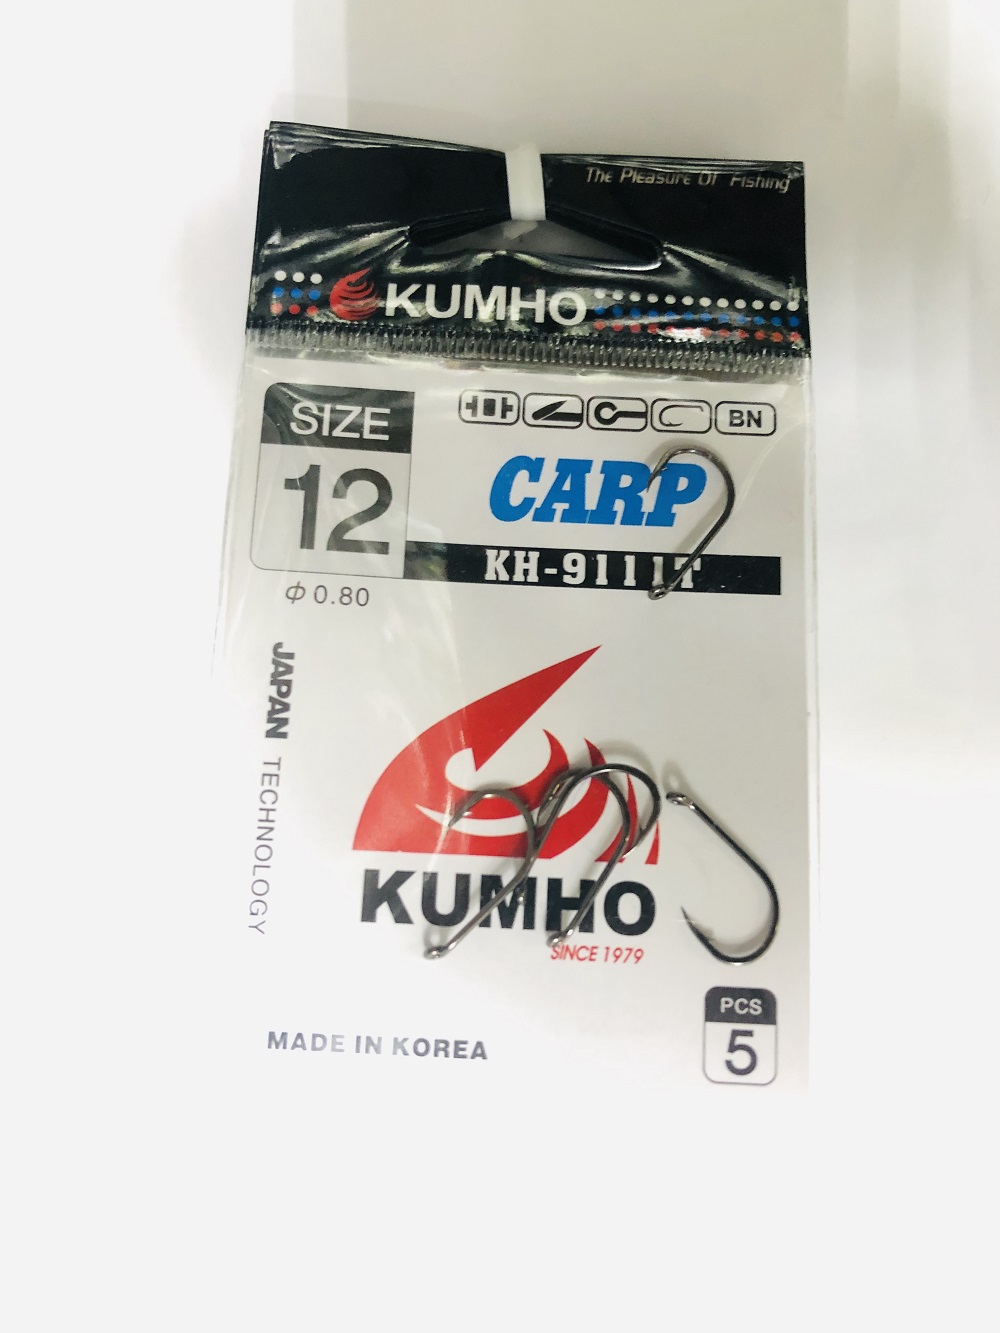 The Pleasure Of Fishing
KUMHO
SIZE
12
BN
CARP
KH-9111T
φ 0.80
JAPAN TECHNOLOGY
KUMHO
SINCE 1979
PCS
5
MADE IN KOREA